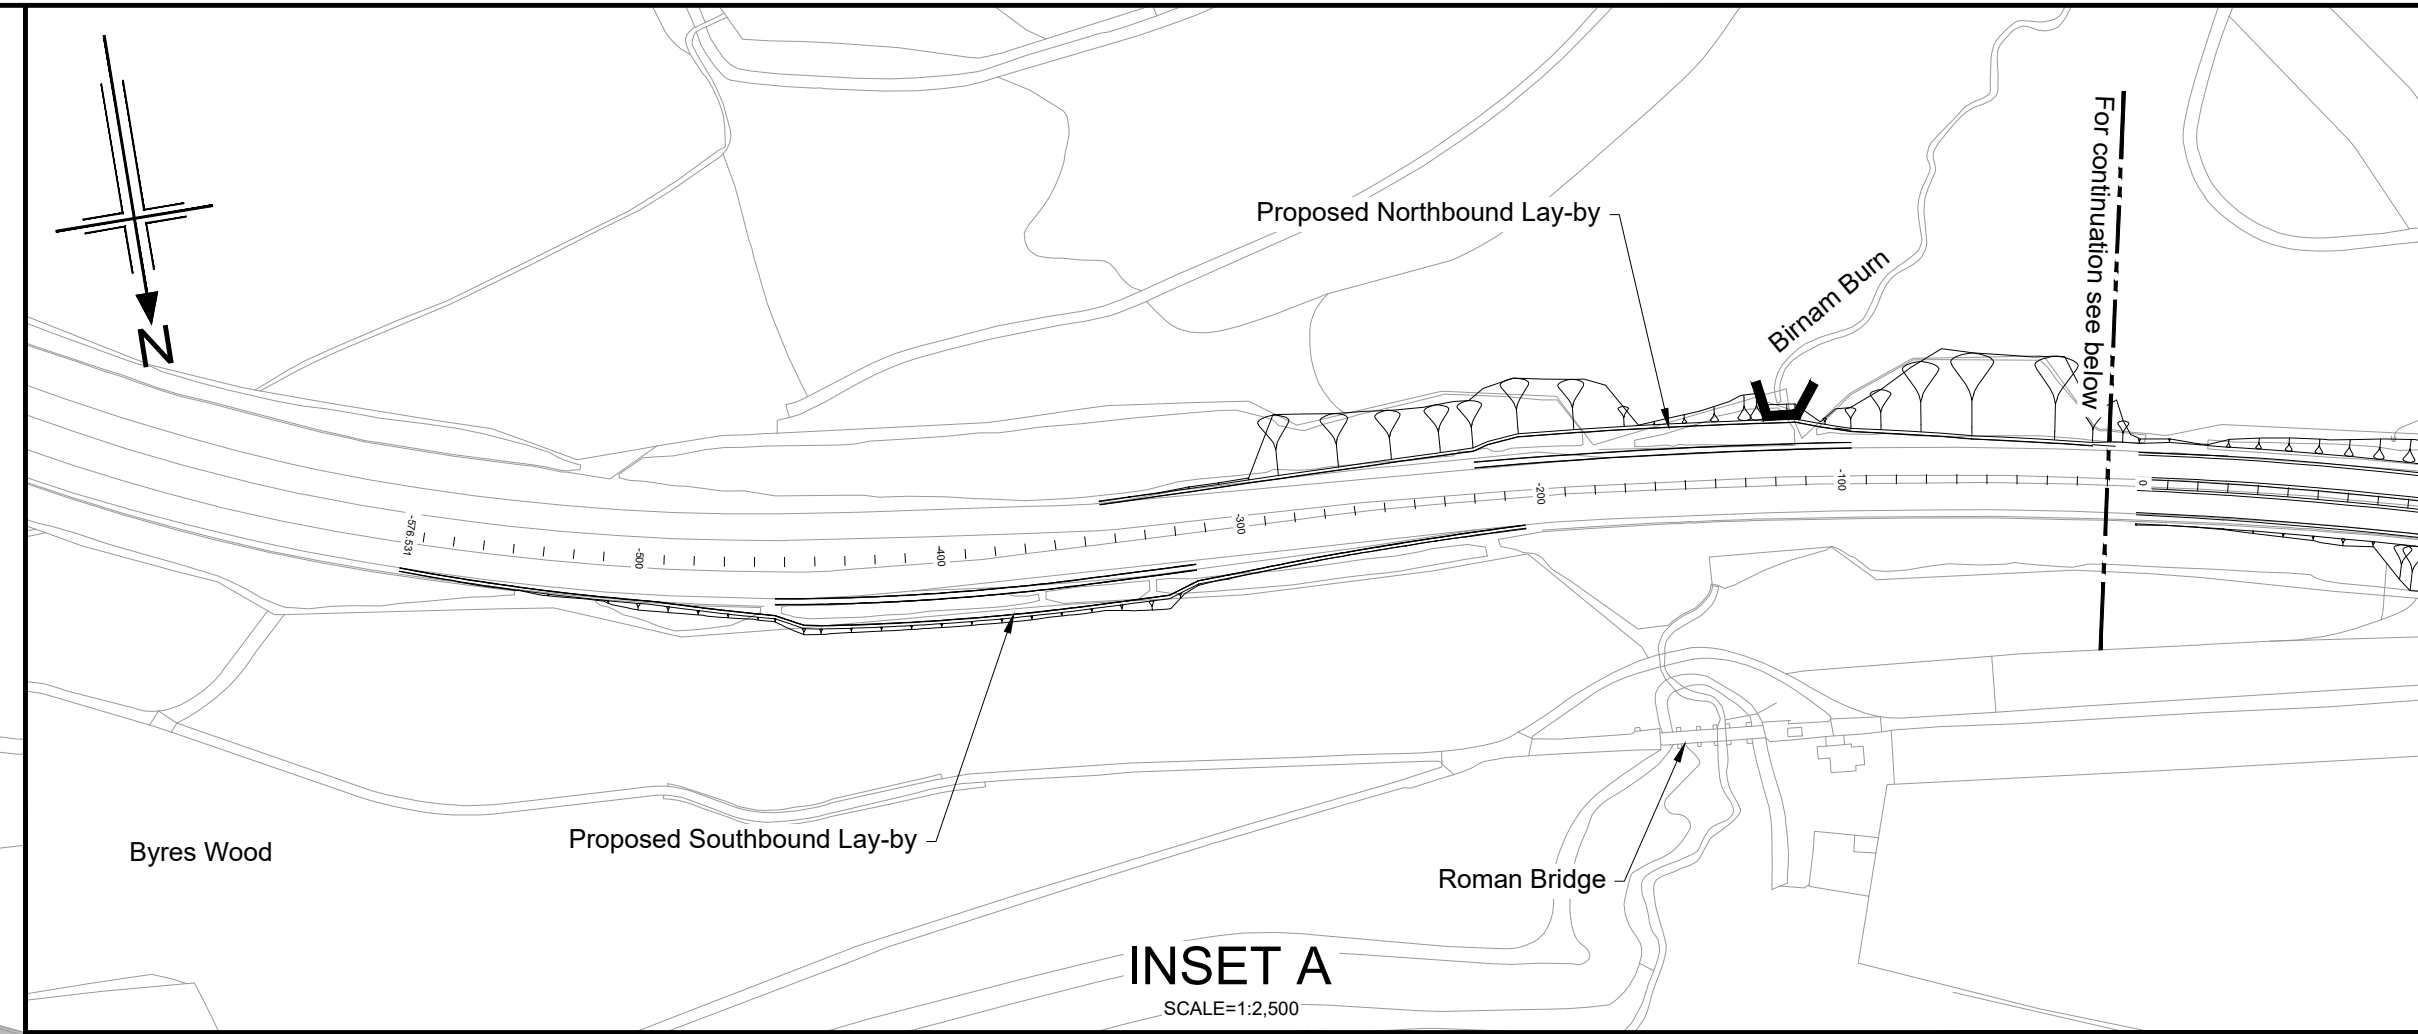 Proposed Northbound Lay-by
Birnam Burn
For continuation see below
N
-576.531
-500
-400
-300
-200
-100
0
Proposed Southbound Lay-by
Byres Wood
Roman Bridge
INSET A
SCALE=1:2,500